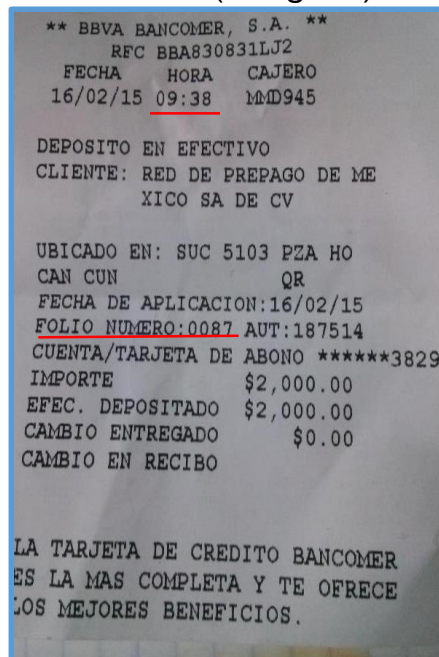 ** BBVA BANCOMER, S.A. **
RFC BBA830831LJ2
FECHA HORA CAJERO
16/02/15 09:38 MMD945
DEPOSITO EN EFECTIVO
CLIENTE: RED DE PREPAGO DE ME
XICO SA DE CV
UBICADO EN: SUC 5103 PZA HO
CAN CUN QR
FECHA DE APLICACION:16/02/15
FOLIO NUMERO:0087 AUT:187514
CUENTA/TARJETA DE ABONO ******3829
IMPORTE $2,000.00
EFEC. DEPOSITADO $2,000.00
CAMBIO ENTREGADO $0.00
CAMBIO EN RECIBO
LA TARJETA DE CREDITO BANCOMER
ES LA MAS COMPLETA Y TE OFRECE
LOS MEJORES BENEFICIOS.